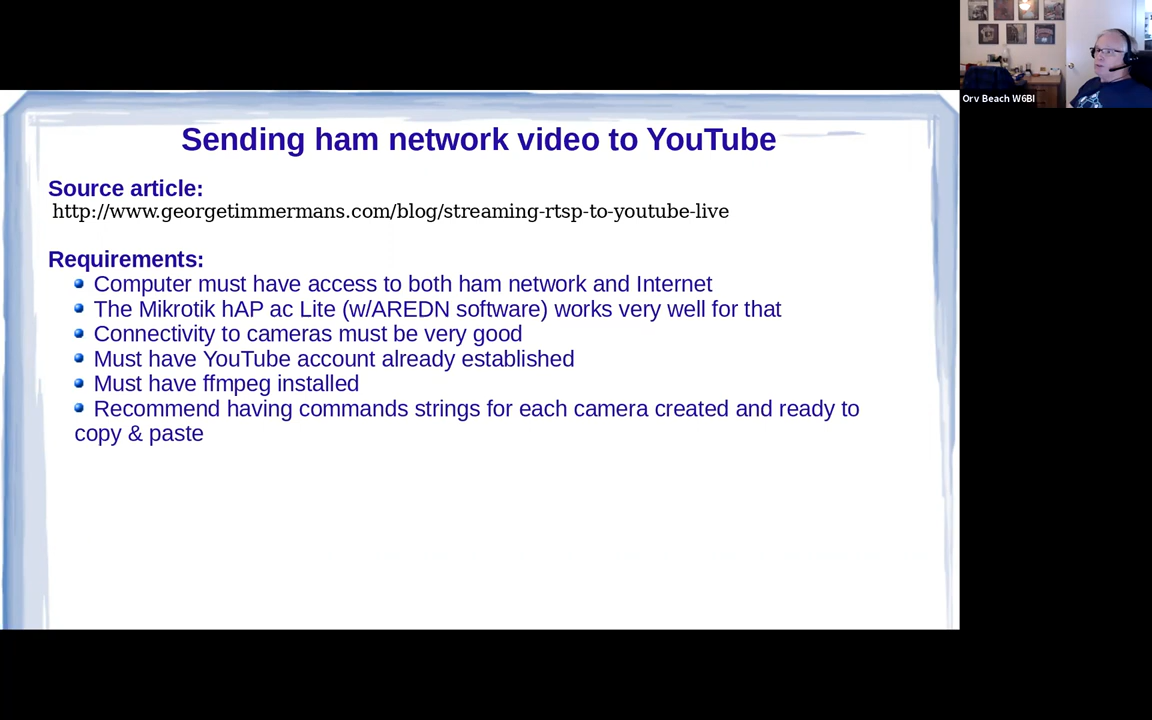 Orv Beach W6BI
Sending ham network video to YouTube
Source article:
http://www.georgetimmermans.com/blog/streaming-rtsp-to-youtube-live
Requirements:
Computer must have access to both ham network and Internet
The Mikrotik hAP ac Lite (w/AREDN software) works very well for that
Connectivity to cameras must be very good
Must have YouTube account already established
Must have ffmpeg installed
Recommend having commands strings for each camera created and ready to
copy & paste